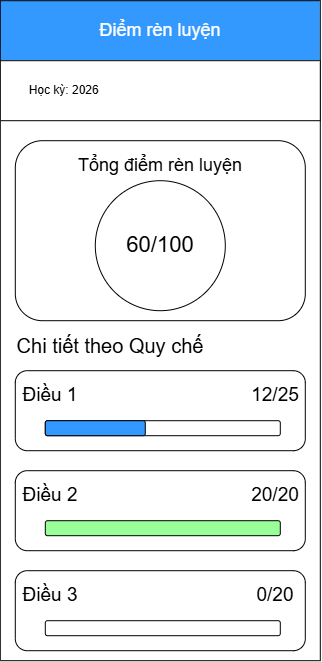 Điểm rèn luyện
Học kỳ: 2026
Tổng điểm rèn luyện
60/100
Chi tiết theo Quy chế
Điều 1 12/25
Điều 2 20/20
Điều 3 0/20